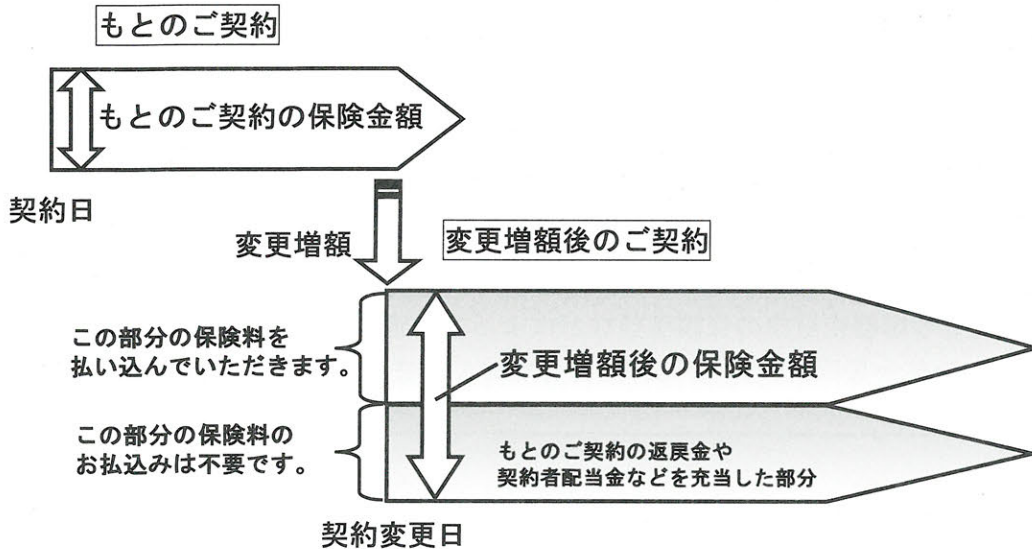 もとのご契約
もとのご契約の保険金額
契約日
変更増額
変更増額後のご契約
この部分の保険料を
払い込んでいただきます。
変更増額後の保険金額
この部分の保険料の
お払込みは不要です。
もとのご契約の返戻金や
契約者配当金などを充当した部分
契約変更日